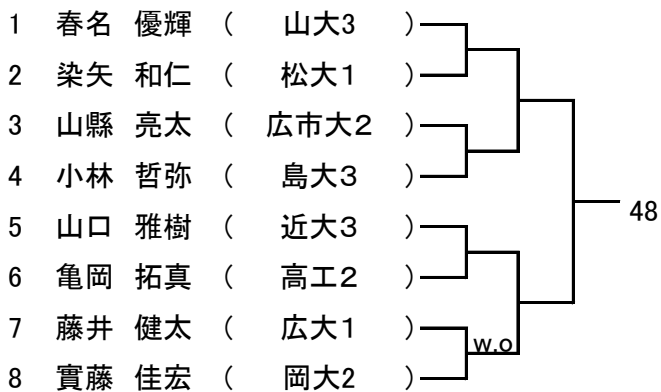 1 春名 優輝 ( 山大3 )
2 染矢 和仁 ( 松大１ )
3 山縣 亮太 ( 広市大２ )
4 小林 哲弥 ( 島大３ )
48
5 山口 雅樹 ( 近大３ )
6 亀岡 拓真 ( 高工２ )
7 藤井 健太 ( 広大１ )
w.o
8 實藤 佳宏 ( 岡大2 )